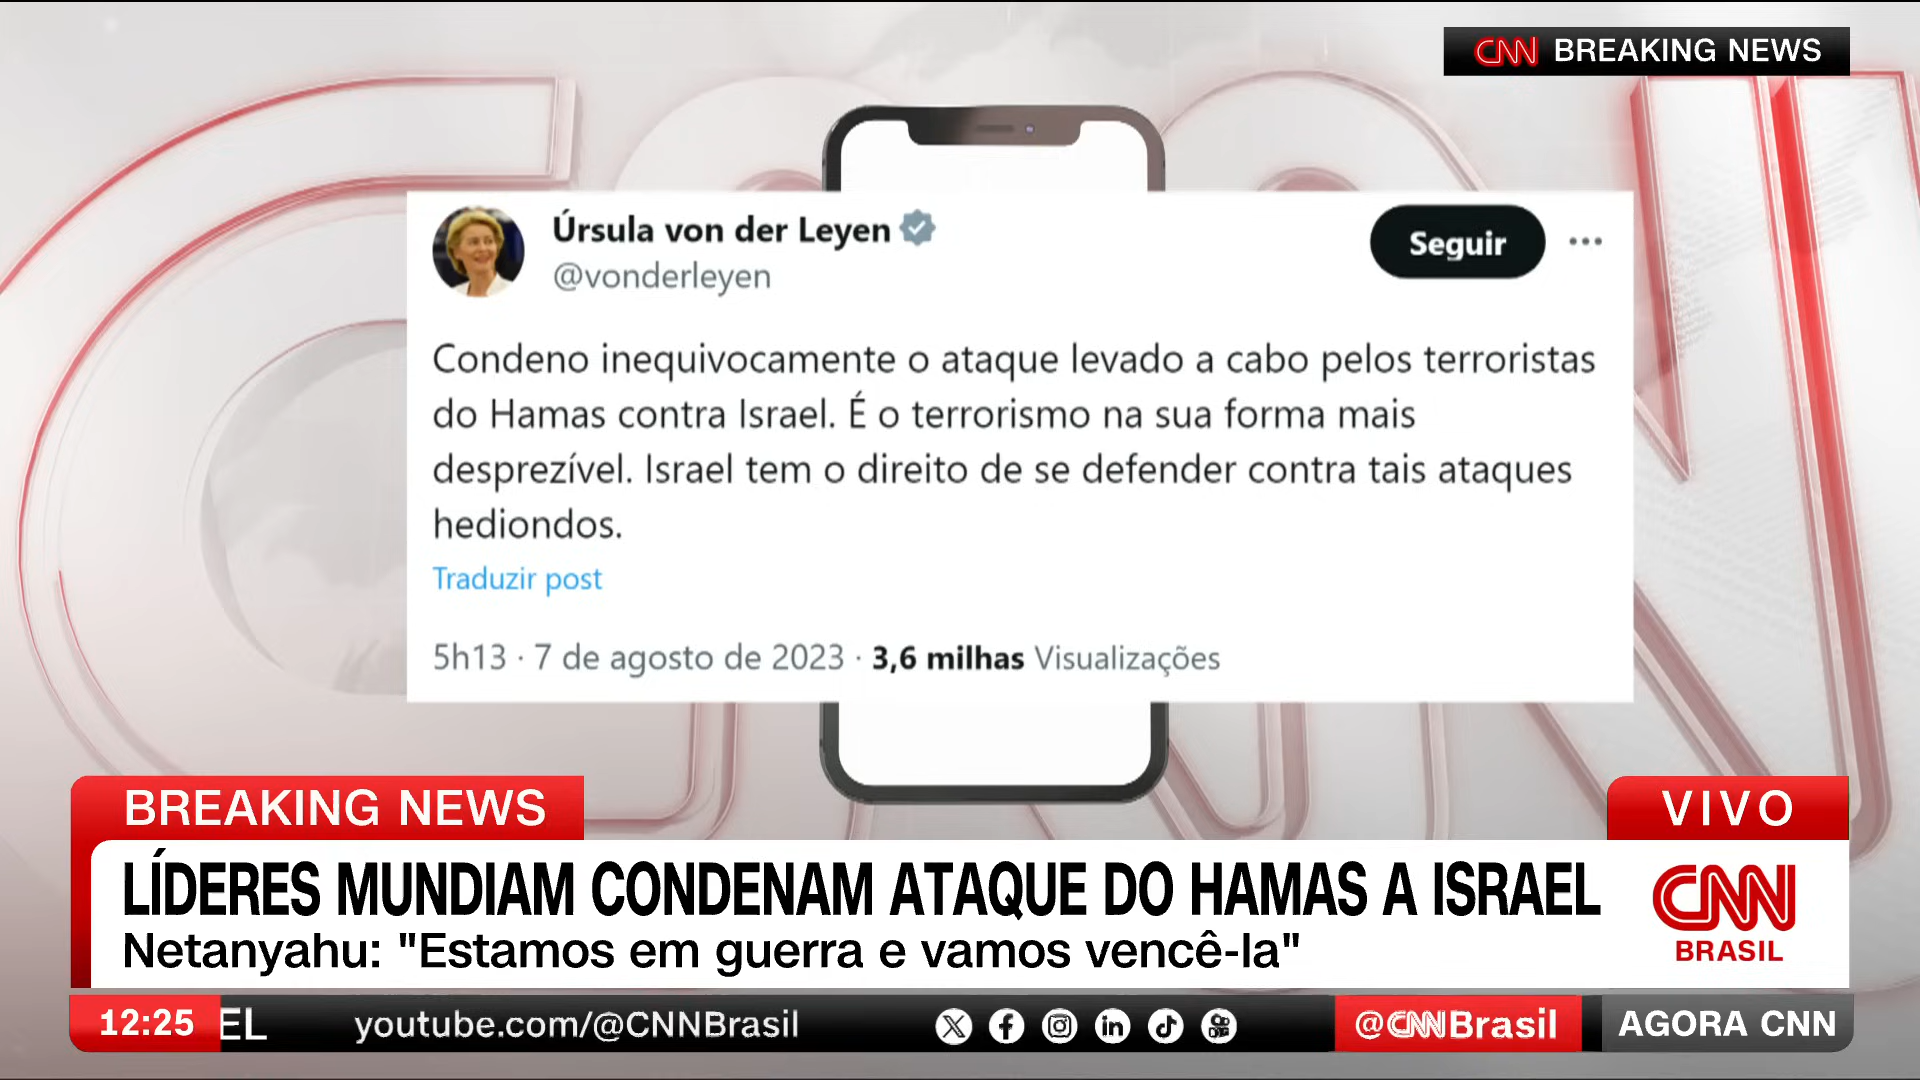 CNN BREAKING NEWS
Úrsula von der Leyen
@vonderleyen
Seguir
Condeno inequivocamente o ataque levado a cabo pelos terroristas
do Hamas contra Israel. É o terrorismo na sua forma mais
desprezível. Israel tem o direito de se defender contra tais ataques
hediondos.
Traduzir post
5h13 · 7 de agosto de 2023 · 3,6 milhas Visualizações
BREAKING NEWS
VIVO
LÍDERES MUNDIAM CONDENAM ATAQUE DO HAMAS A ISRAEL
Netanyahu: "Estamos em guerra e vamos vencê-la"
CNN
BRASIL
12:25 EL youtube.com/@CNNBrasil @CNNBrasil AGORA CNN